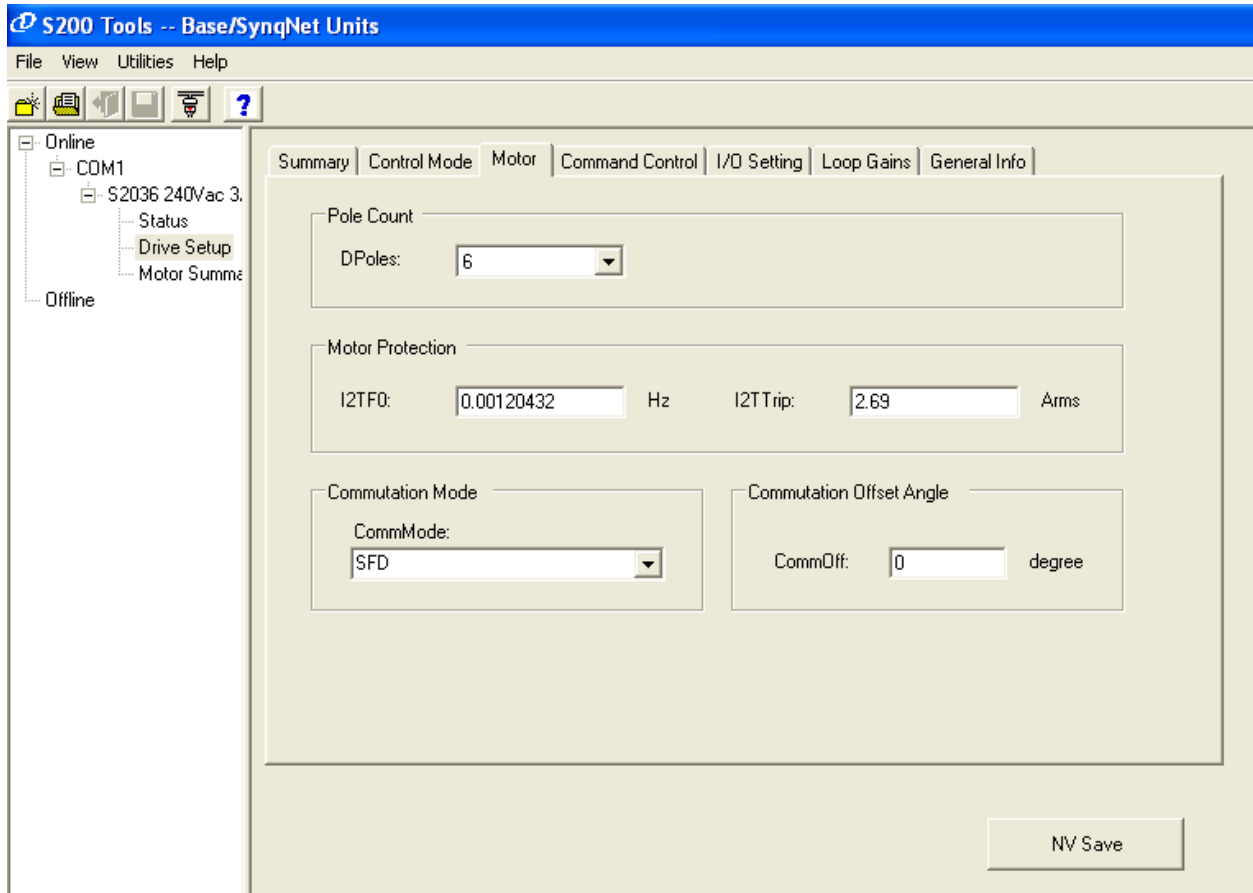 S200 Tools -- Base/SynqNet Units
File View Utilities Help
?
Online
COM1
S2036 240Vac 3.
Status
Drive Setup
Motor Summa
Offline
Summary Control Mode Motor Command Control I/O Setting Loop Gains General Info
Pole Count
DPoles: 6
Motor Protection
I2TF0: 0.00120432 Hz I2TTrip: 2.69 Arms
Commutation Mode
CommMode:
SFD
Commutation Offset Angle
CommOff: 0 degree
NV Save